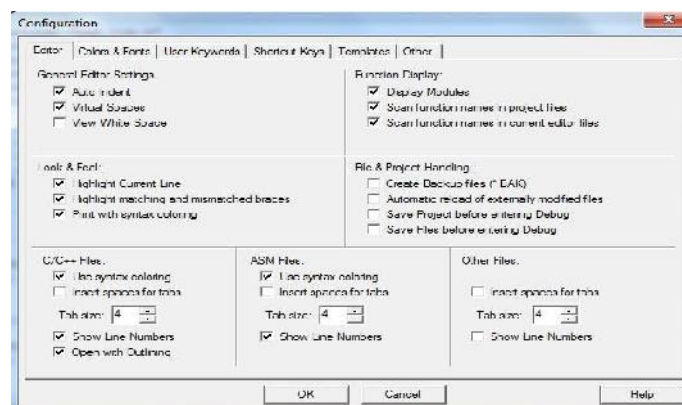 Configuration
Editor | Colors & Fonts | User Keywords | Shortcut Keys | Templates | Other
General Editor Settings:
Auto Indent
Virtual Spaces
View White Space
Function Display:
Display Modules
Scan function names in project files
Scan function names in current editor files
Look & Feel:
Highlight Current Line
Highlight matching and mismatched braces
Print with syntax coloring
File & Project Handling:
Create Backup files (*.BAK)
Automatic reload of externally modified files
Save Project before entering Debug
Save Files before entering Debug
C/C++ Files:
Use syntax coloring
Insert spaces for tabs
Tab size: 4
Show Line Numbers
Open with Outlining
ASM Files:
Use syntax coloring
Insert spaces for tabs
Tab size: 4
Show Line Numbers
Other Files:
Insert spaces for tabs
Tab size: 4
Show Line Numbers
OK
Cancel
Help